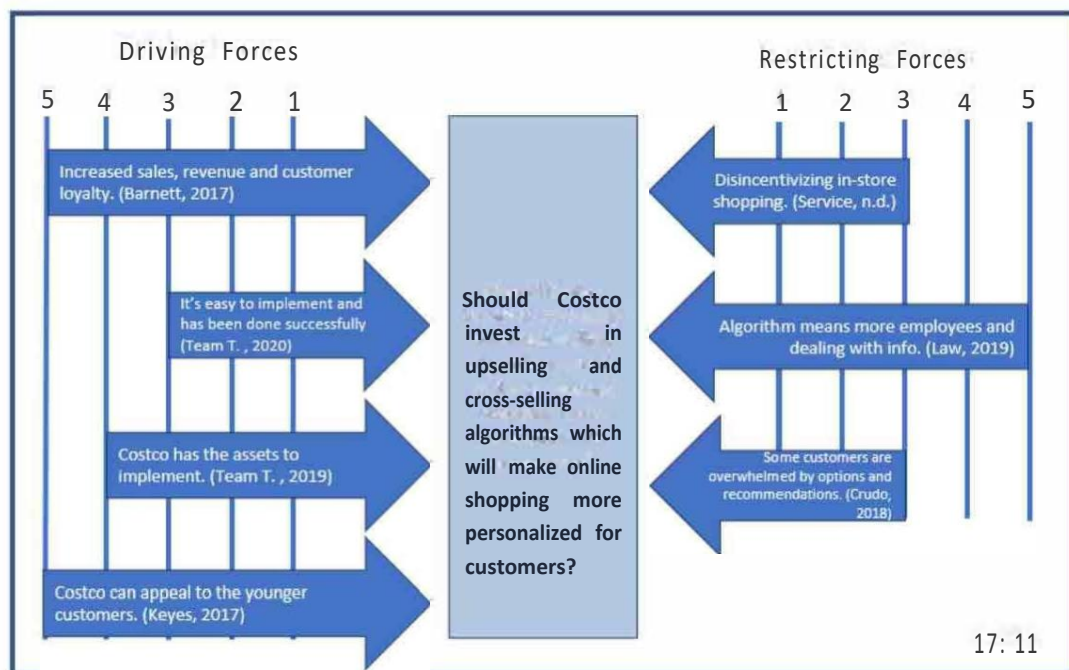 Driving Forces
5 4 3 2 1
Increased sales, revenue and customer
loyalty. (Barnett, 2017)
It's easy to implement and
has been done successfully
(Team T. , 2020)
Costco has the assets to
implement. (Team T. , 2019)
Costco can appeal to the younger
customers. (Keyes, 2017)
Should Costco
invest in
upselling and
cross-selling
algorithms which
will make online
shopping more
personalized for
customers?
Restricting Forces
1 2 3 4 5
Disincentivizing in-store
shopping. (Service, n.d.)
Algorithm means more employees and
dealing with info. (Law, 2019)
Some customers are
overwhelmed by options and
recommendations. (Crudo,
2018)
17: 11